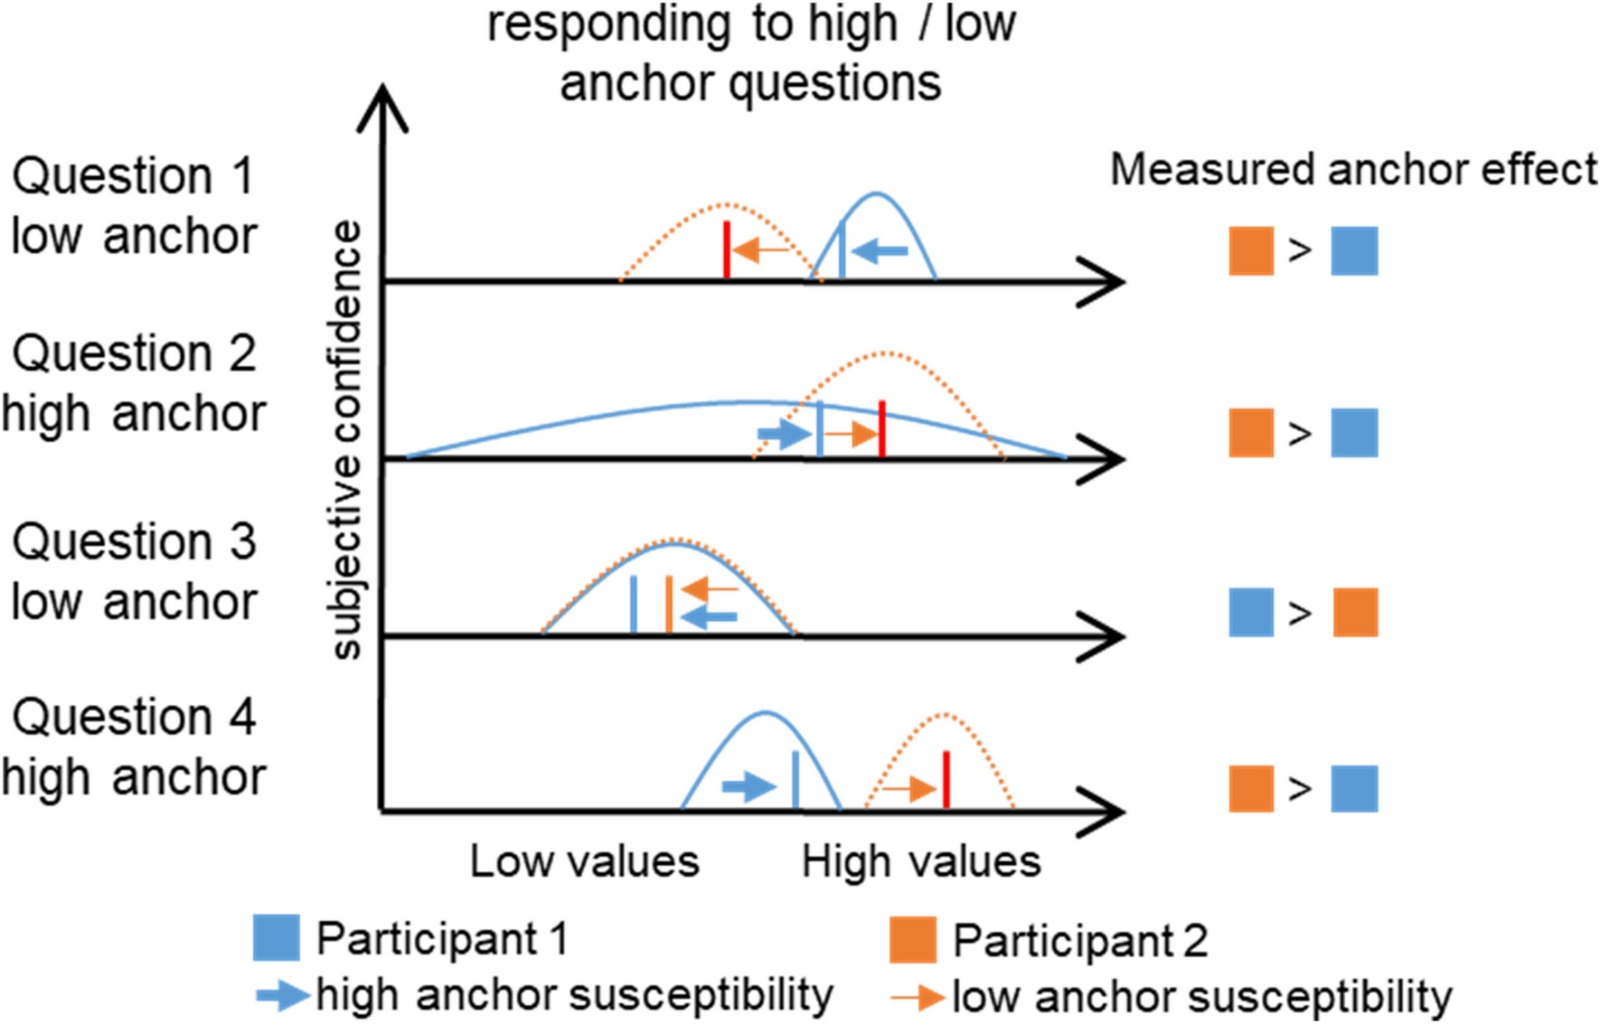 responding to high / low
anchor questions
Measured anchor effect
Question 1
low anchor
>
Question 2
high anchor
>
Question 3
low anchor
>
Question 4
high anchor
>
subjective confidence
Low values
High values
Participant 1
Participant 2
high anchor susceptibility
low anchor susceptibility